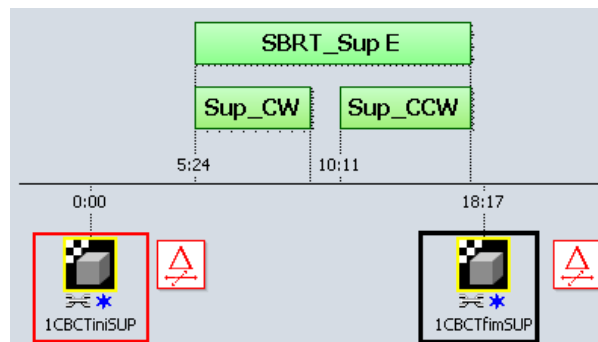 SBRT_Sup E
Sup_CW
Sup_CCW
5:24
10:11
0:00
18:17
1CBCTiniSUP
1CBCTfimSUP